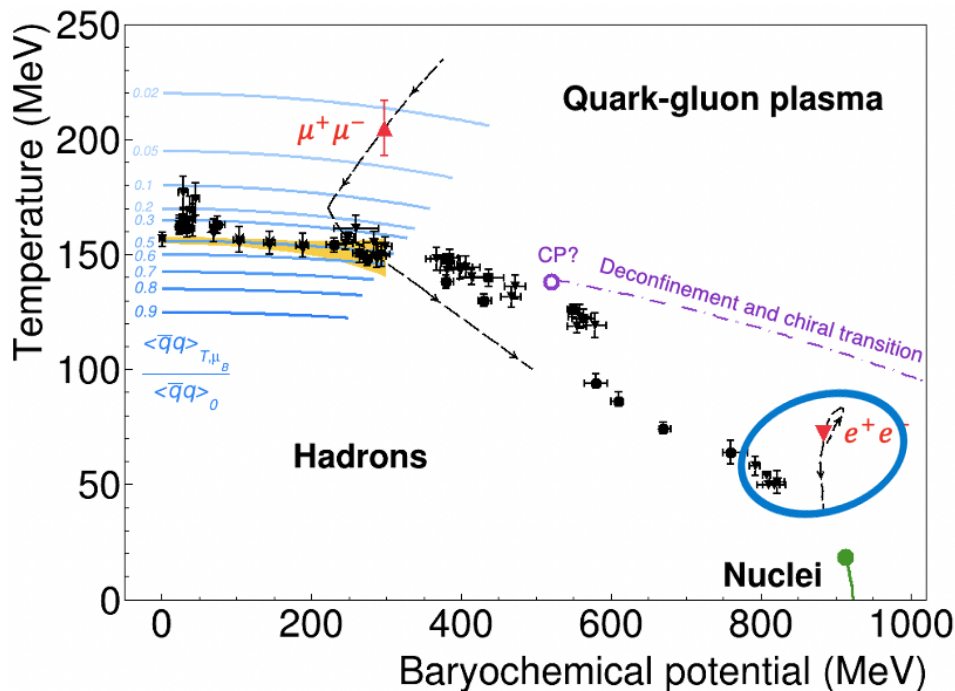 250
200
150
100
50
0
Temperature (MeV)
0 200 400 600 800 1000
Baryochemical potential (MeV)
Quark-gluon plasma
0.02
μ⁺μ⁻
0.05
0.1
0.2
0.3
0.5
0.6
0.7
0.8
0.9
CP?
Deconfinement and chiral transition
<q̅q>T,μB
<q̅q>0
Hadrons
e⁺e⁻
Nuclei